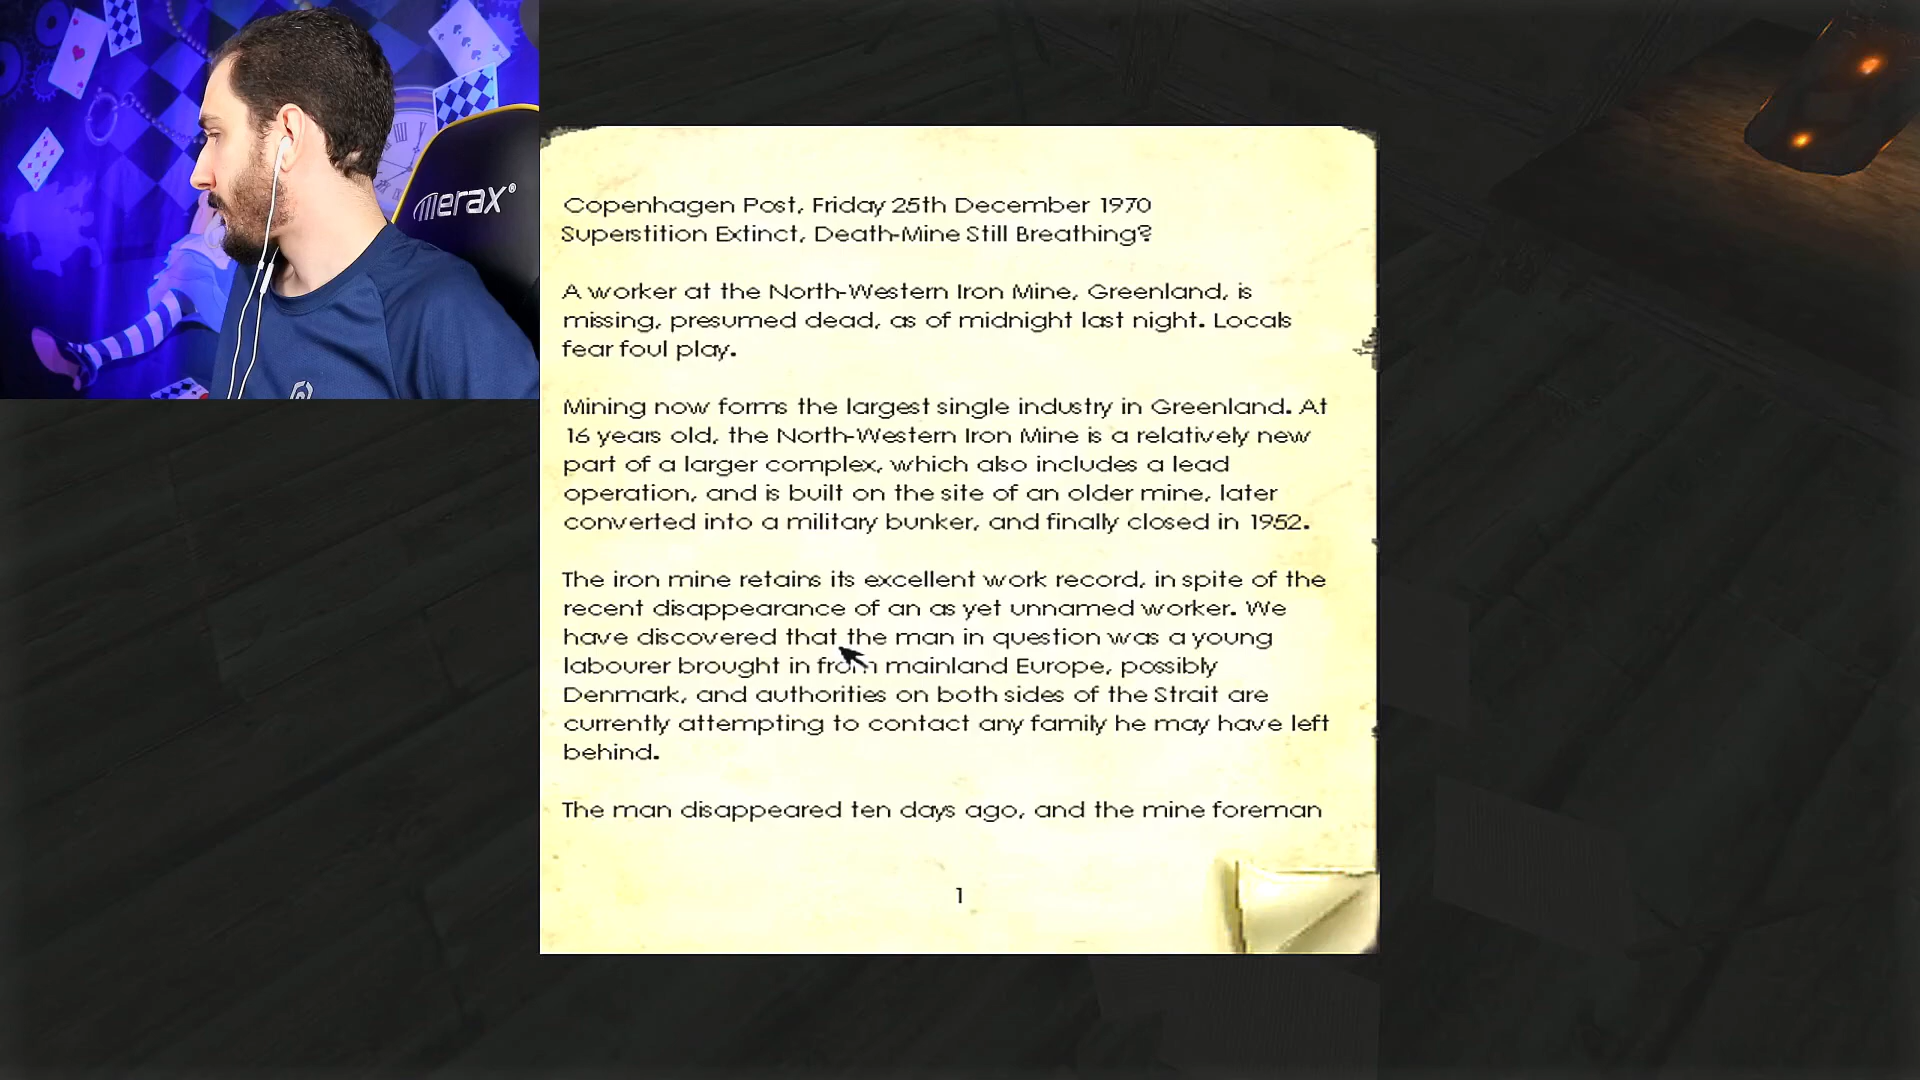 merax®
Copenhagen Post, Friday 25th December 1970
Superstition Extinct, Death-Mine Still Breathing?
A worker at the North-Western Iron Mine, Greenland, is
missing, presumed dead, as of midnight last night. Locals
fear foul play.
Mining now forms the largest single industry in Greenland. At
16 years old, the North-Western Iron Mine is a relatively new
part of a larger complex, which also includes a lead
operation, and is built on the site of an older mine, later
converted into a military bunker, and finally closed in 1952.
The iron mine retains its excellent work record, in spite of the
recent disappearance of an as yet unnamed worker. We
have discovered that the man in question was a young
labourer brought in from mainland Europe, possibly
Denmark, and authorities on both sides of the Strait are
currently attempting to contact any family he may have left
behind.
The man disappeared ten days ago, and the mine foreman
1